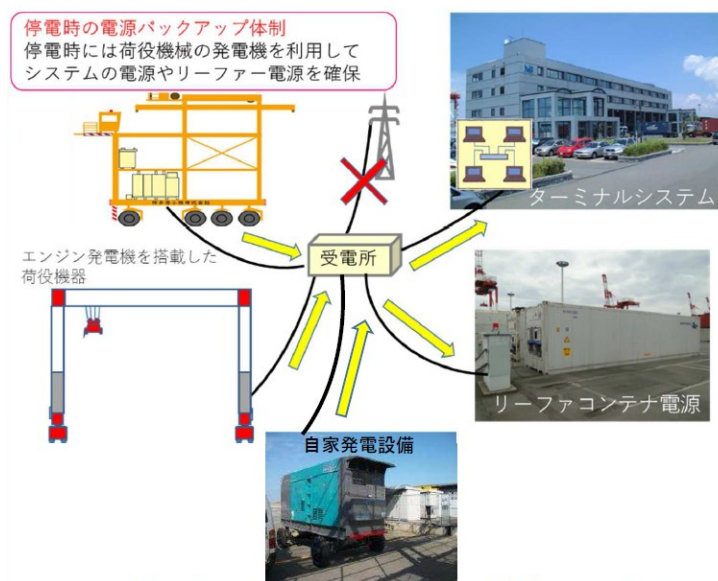 停電時の電源バックアップ体制
停電時には荷役機械の発電機を利用して
システムの電源やリーファー電源を確保
ターミナルシステム
受電所
エンジン発電機を搭載した
荷役機器
リーファコンテナ電源
自家発電設備